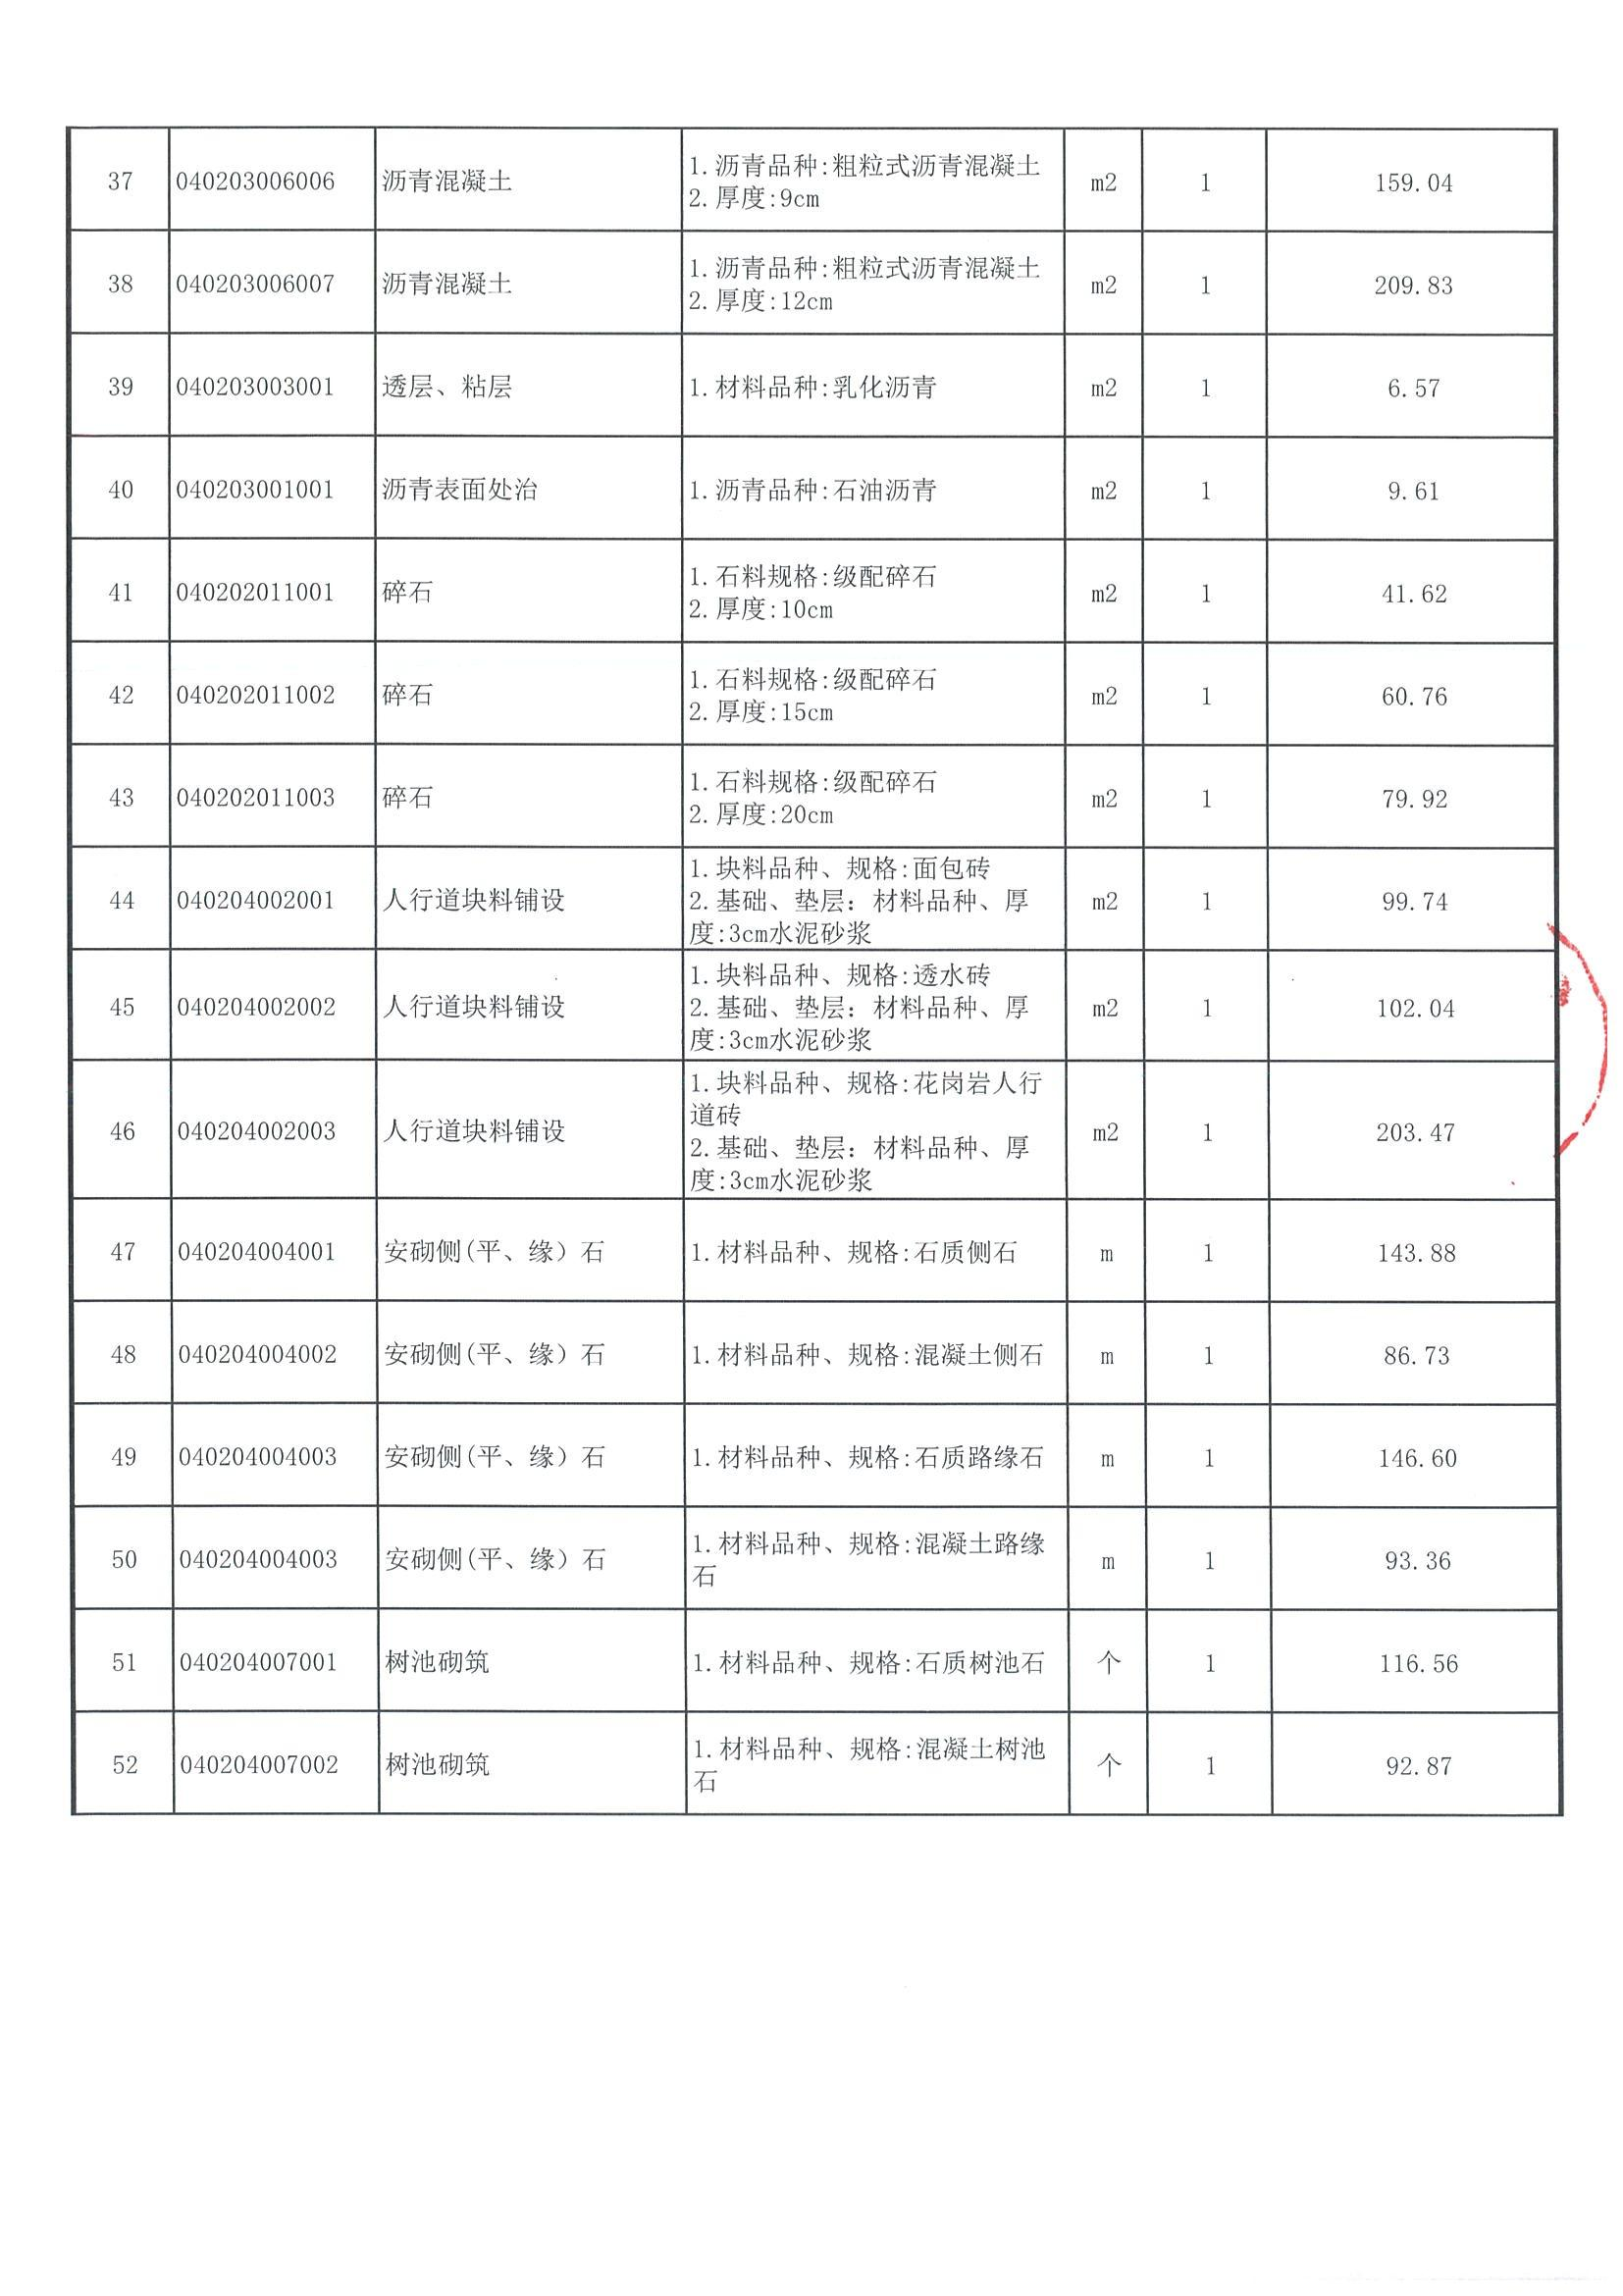 37 040203006006 沥青混凝土 1.沥青品种:粗粒式沥青混凝土 m2 1 159.04
2.厚度:9cm
38 040203006007 沥青混凝土 1.沥青品种:粗粒式沥青混凝土 m2 1 209.83
2.厚度:12cm
39 040203003001 透层、粘层 1.材料品种:乳化沥青 m2 1 6.57
40 040203001001 沥青表面处治 1.沥青品种:石油沥青 m2 1 9.61
41 040202011001 碎石 1.石料规格:级配碎石 m2 1 41.62
2.厚度:10cm
42 040202011002 碎石 1.石料规格:级配碎石 m2 1 60.76
2.厚度:15cm
43 040202011003 碎石 1.石料规格:级配碎石 m2 1 79.92
2.厚度:20cm
44 040204002001 人行道块料铺设 1.块料品种、规格:面包砖 m2 1 99.74
2.基础、垫层：材料品种、厚
度:3cm水泥砂浆
45 040204002002 人行道块料铺设 1.块料品种、规格:透水砖 m2 1 102.04
2.基础、垫层：材料品种、厚
度:3cm水泥砂浆
46 040204002003 人行道块料铺设 1.块料品种、规格:花岗岩人行 m2 1 203.47
道砖
2.基础、垫层：材料品种、厚
度:3cm水泥砂浆
47 040204004001 安砌侧(平、缘）石 1.材料品种、规格:石质侧石 m 1 143.88
48 040204004002 安砌侧(平、缘）石 1.材料品种、规格:混凝土侧石 m 1 86.73
49 040204004003 安砌侧(平、缘）石 1.材料品种、规格:石质路缘石 m 1 146.60
50 040204004003 安砌侧(平、缘）石 1.材料品种、规格:混凝土路缘 m 1 93.36
石
51 040204007001 树池砌筑 1.材料品种、规格:石质树池石 个 1 116.56
52 040204007002 树池砌筑 1.材料品种、规格:混凝土树池 个 1 92.87
石